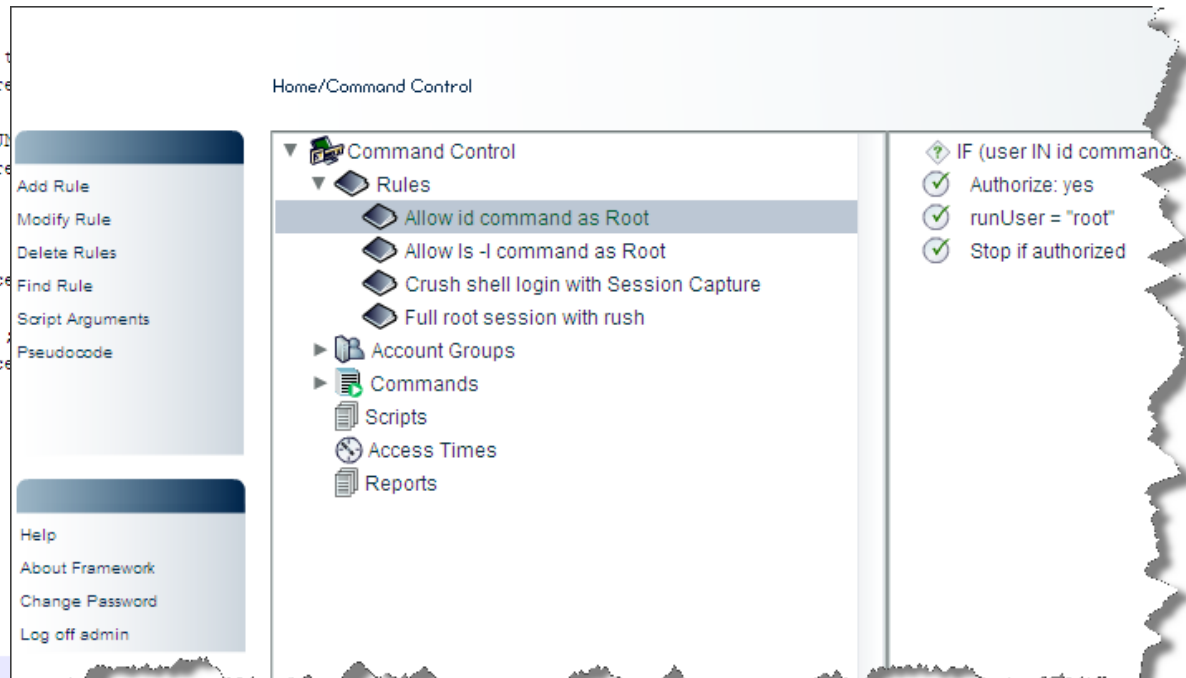 Home/Command Control
Add Rule
Modify Rule
Delete Rules
Find Rule
Script Arguments
Pseudocode
Help
About Framework
Change Password
Log off admin
Command Control
Rules
Allow id command as Root
Allow ls -l command as Root
Crush shell login with Session Capture
Full root session with rush
Account Groups
Commands
Scripts
Access Times
Reports
IF (user IN id command
Authorize: yes
runUser = "root"
Stop if authorized